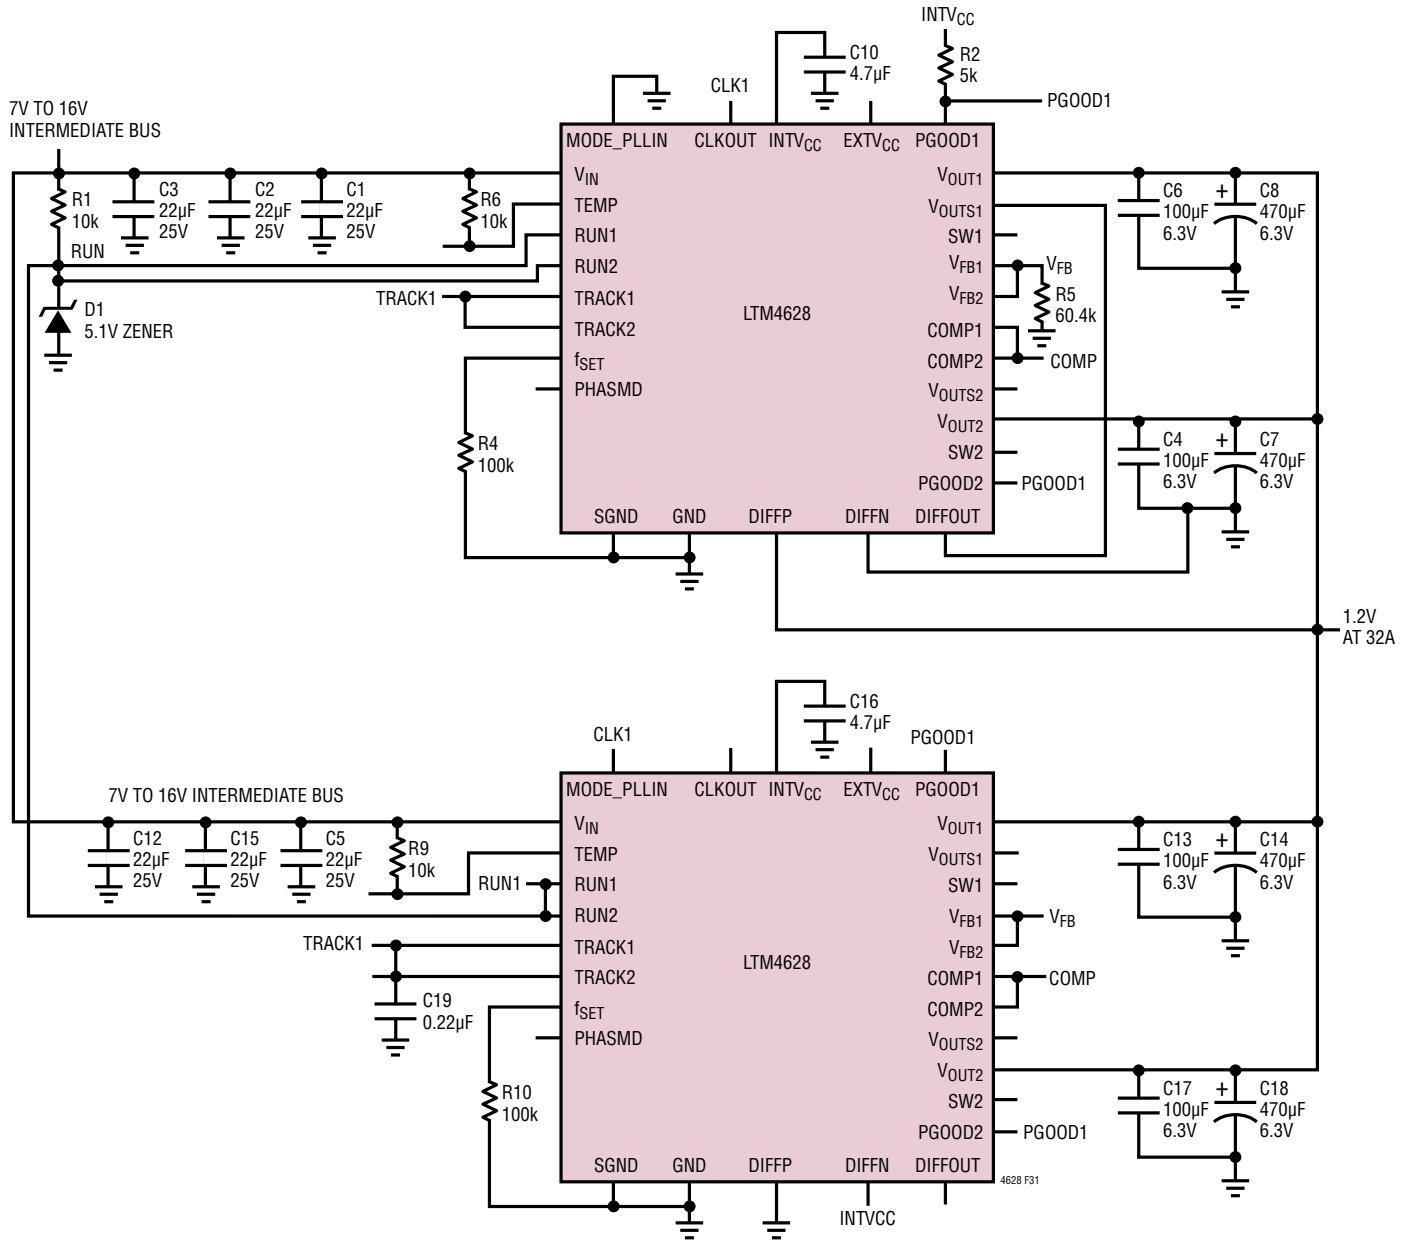 INTVCC
R2
5k
PGOOD1
C10
4.7µF
CLK1
7V TO 16V
INTERMEDIATE BUS
MODE_PLLIN
CLKOUT
INTVCC
EXTVCC
PGOOD1
R1
10k
C3
22µF
25V
C2
22µF
25V
C1
22µF
25V
R6
10k
RUN
D1
5.1V ZENER
TRACK1
R4
100k
VIN
TEMP
RUN1
RUN2
TRACK1
TRACK2
fSET
PHASMD
LTM4628
VOUT1
VOUTS1
SW1
VFB1
VFB2
COMP1
COMP2
VOUTS2
VOUT2
SW2
PGOOD2
SGND
GND
DIFFP
DIFFN
DIFFOUT
VFB
R5
60.4k
COMP
PGOOD1
C6
100µF
6.3V
+
C8
470µF
6.3V
C4
100µF
6.3V
+
C7
470µF
6.3V
1.2V
AT 32A
C16
4.7µF
CLK1
PGOOD1
7V TO 16V INTERMEDIATE BUS
MODE_PLLIN
CLKOUT
INTVCC
EXTVCC
PGOOD1
C12
22µF
25V
C15
22µF
25V
C5
22µF
25V
R9
10k
RUN1
TRACK1
C19
0.22µF
R10
100k
VIN
TEMP
RUN1
RUN2
TRACK1
TRACK2
fSET
PHASMD
LTM4628
VOUT1
VOUTS1
SW1
VFB1
VFB2
COMP1
COMP2
VOUTS2
VOUT2
SW2
PGOOD2
SGND
GND
DIFFP
DIFFN
DIFFOUT
VFB
COMP
PGOOD1
C13
100µF
6.3V
+
C14
470µF
6.3V
C17
100µF
6.3V
+
C18
470µF
6.3V
4628 F31
INTVCC